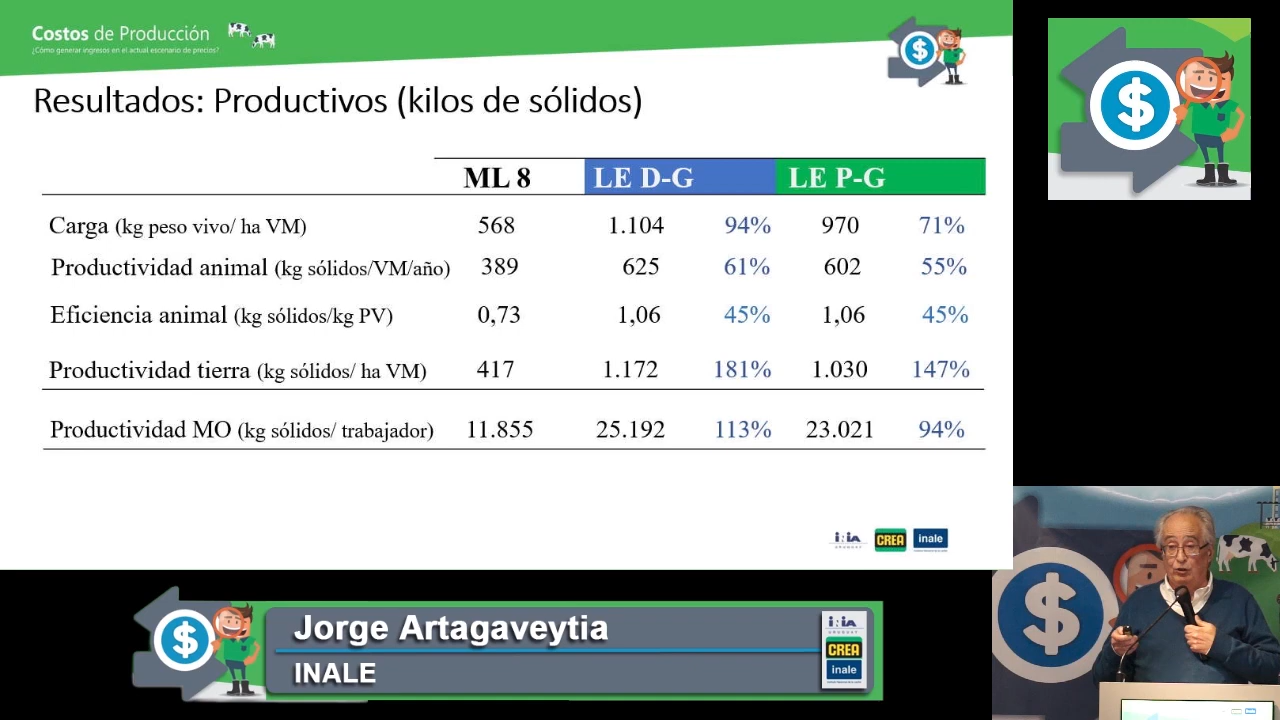 Costos de Producción
¿Cómo generar ingresos en el actual escenario de precios?
$
$
Resultados: Productivos (kilos de sólidos)
ML 8 LE D-G LE P-G
Carga (kg peso vivo/ ha VM) 568 1.104 94% 970 71%
Productividad animal (kg sólidos/VM/año) 389 625 61% 602 55%
Eficiencia animal (kg sólidos/kg PV) 0,73 1,06 45% 1,06 45%
Productividad tierra (kg sólidos/ ha VM) 417 1.172 181% 1.030 147%
Productividad MO (kg sólidos/ trabajador) 11.855 25.192 113% 23.021 94%
inia
URUGUAY
CREA
inale
$
Jorge Artagaveytia
INALE
inia
URUGUAY
CREA
inale
$